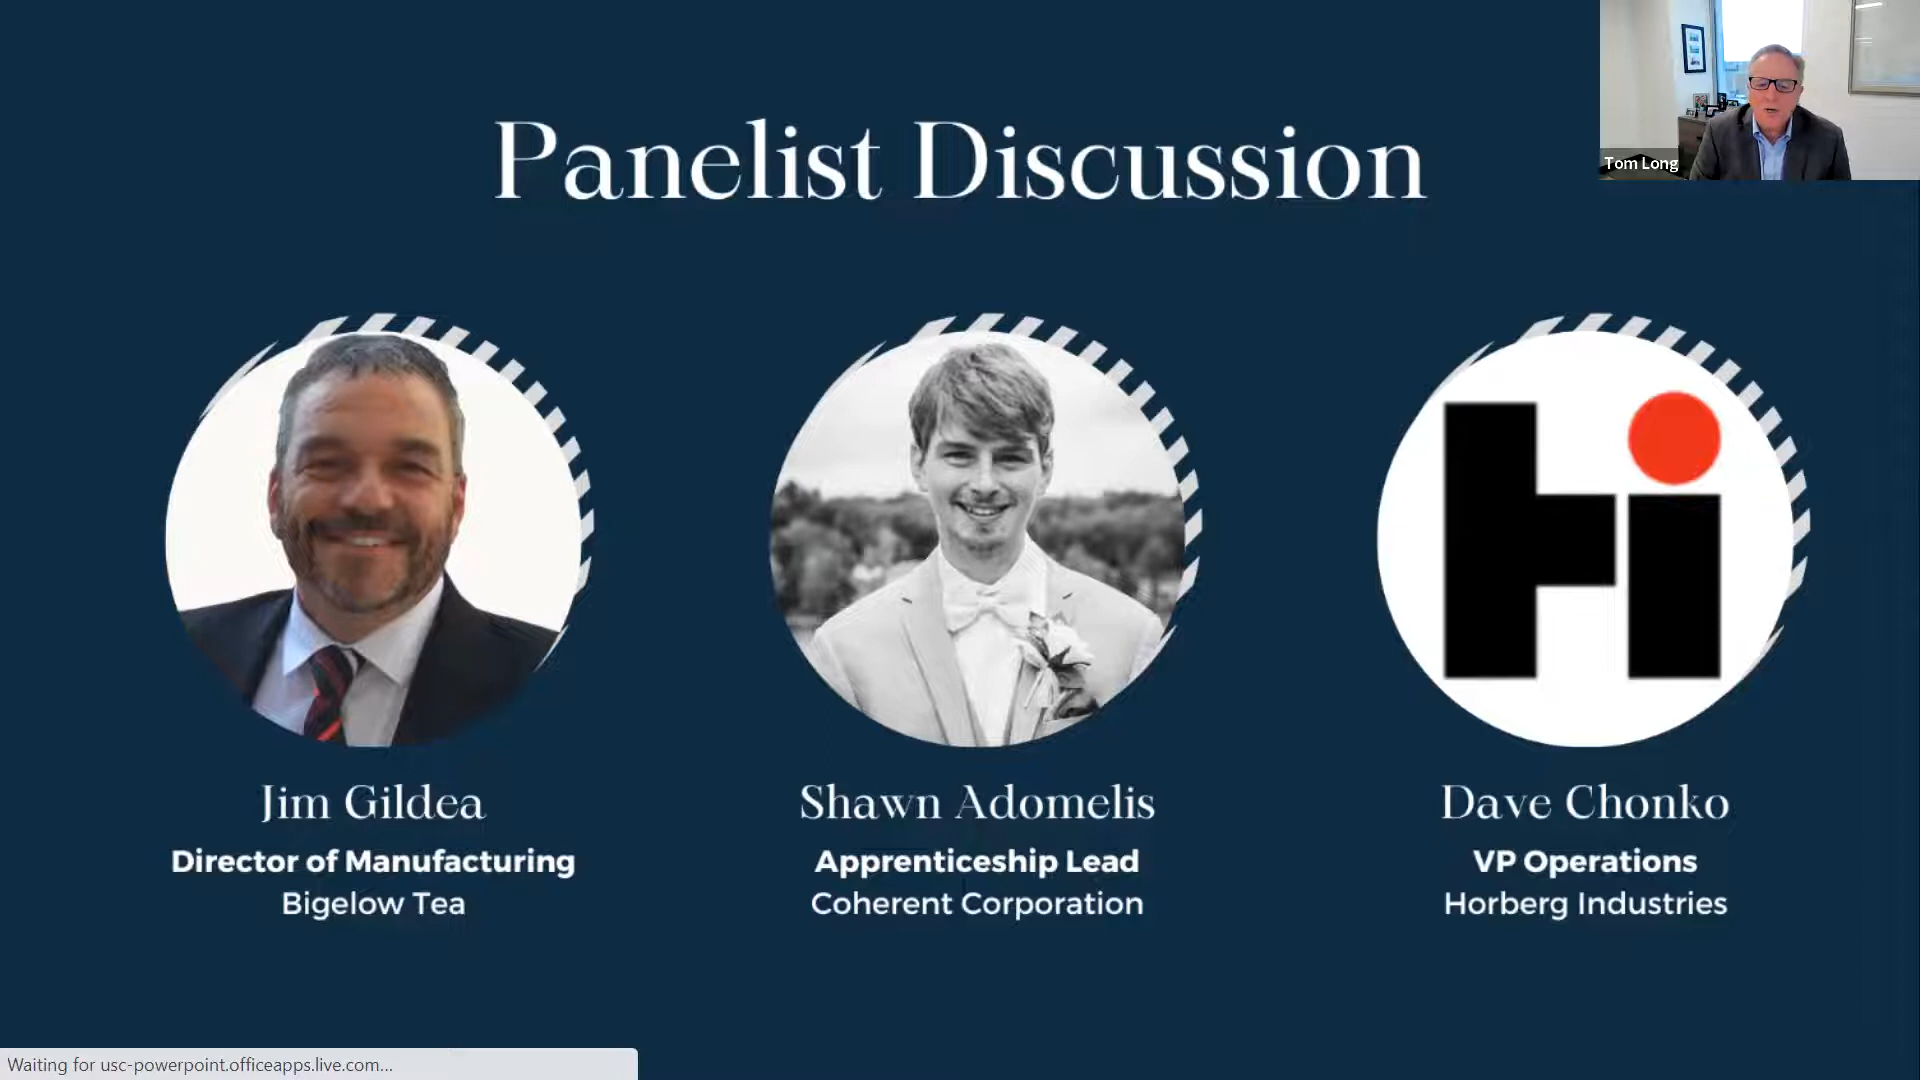 Panelist Discussion
Tom Long
Hi
Jim Gildea
Director of Manufacturing
Bigelow Tea
Shawn Adomelis
Apprenticeship Lead
Coherent Corporation
Dave Chonko
VP Operations
Horberg Industries
Waiting for usc-powerpoint.officeapps.live.com...